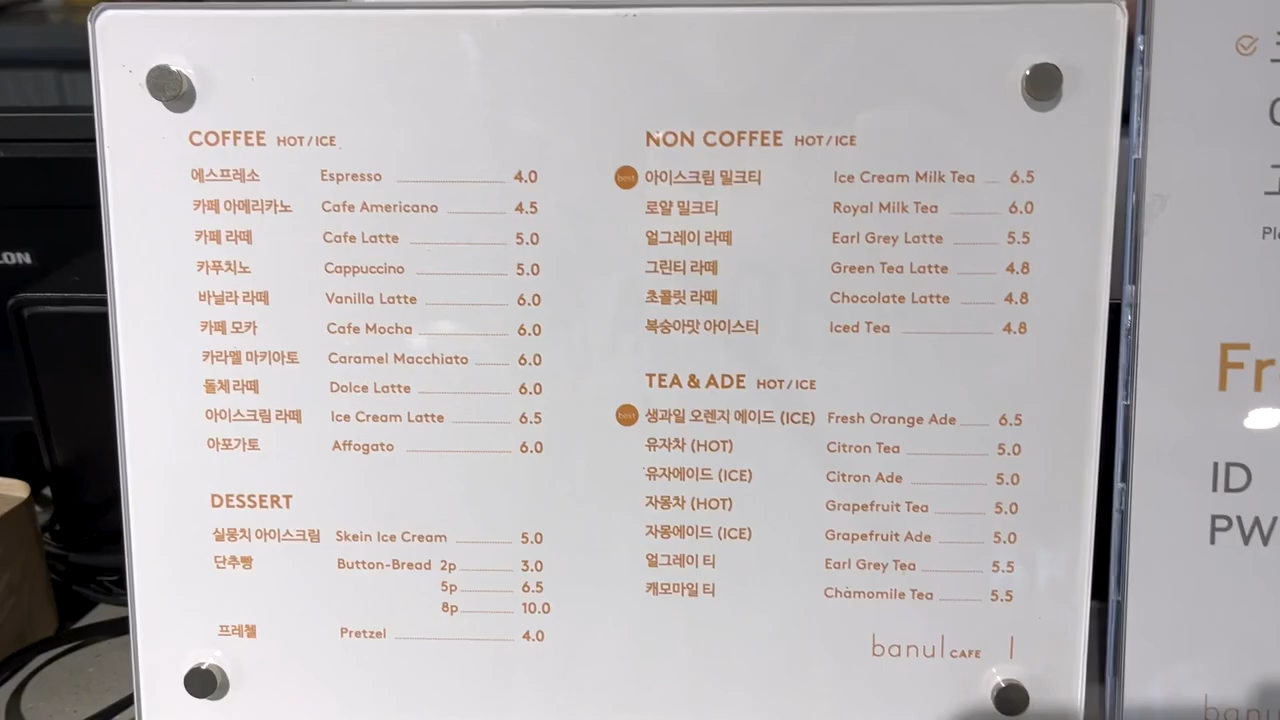 COFFEE HOT/ICE
에스프레소 Espresso 4.0
카페 아메리카노 Cafe Americano 4.5
카페 라떼 Cafe Latte 5.0
카푸치노 Cappuccino 5.0
바닐라 라떼 Vanilla Latte 6.0
카페 모카 Cafe Mocha 6.0
카라멜 마키아토 Caramel Macchiato 6.0
돌체 라떼 Dolce Latte 6.0
아이스크림 라떼 Ice Cream Latte 6.5
아포가토 Affogato 6.0
DESSERT
실뭉치 아이스크림 Skein Ice Cream 5.0
단추빵 Button-Bread 2p 3.0
5p 6.5
8p 10.0
프레첼 Pretzel 4.0
NON COFFEE HOT/ICE
best 아이스크림 밀크티 Ice Cream Milk Tea 6.5
로얄 밀크티 Royal Milk Tea 6.0
얼그레이 라떼 Earl Grey Latte 5.5
그린티 라떼 Green Tea Latte 4.8
초콜릿 라떼 Chocolate Latte 4.8
복숭아맛 아이스티 Iced Tea 4.8
TEA & ADE HOT/ICE
best 생과일 오렌지 에이드 (ICE) Fresh Orange Ade 6.5
유자차 (HOT) Citron Tea 5.0
유자에이드 (ICE) Citron Ade 5.0
자몽차 (HOT) Grapefruit Tea 5.0
자몽에이드 (ICE) Grapefruit Ade 5.0
얼그레이 티 Earl Grey Tea 5.5
캐모마일 티 Chamomile Tea 5.5
banul CAFE
Fr
ID
PW